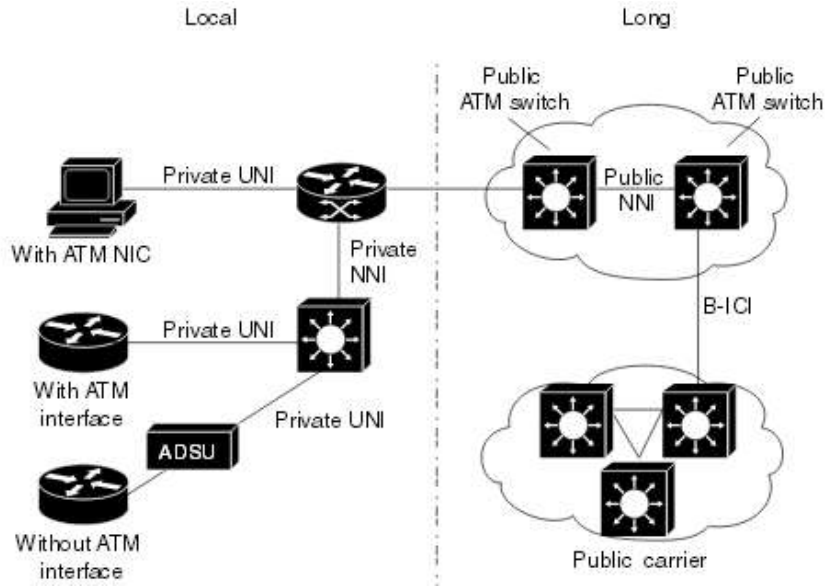 Local
Long
Public
ATM switch
Public
ATM switch
Private UNI
Public
NNI
With ATM NIC
Private
NNI
B-ICI
Private UNI
With ATM
interface
Private UNI
ADSU
Without ATM
interface
Public carrier